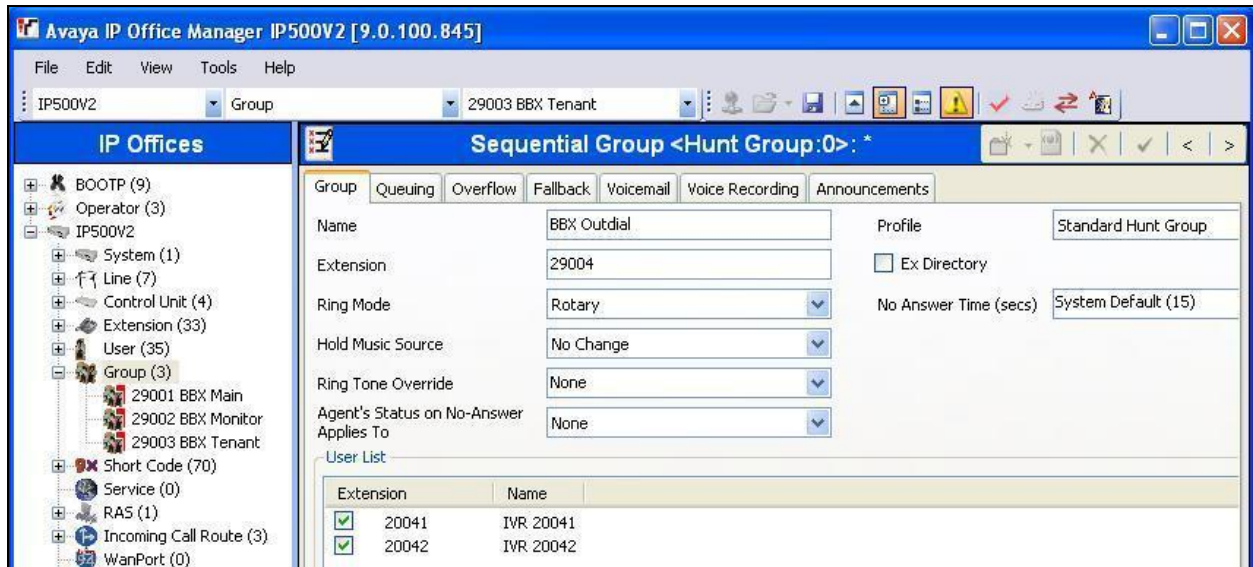 Avaya IP Office Manager IP500V2 [9.0.100.845]
File Edit View Tools Help
IP500V2 Group 29003 BBX Tenant
IP Offices
BOOTP (9)
Operator (3)
IP500V2
System (1)
Line (7)
Control Unit (4)
Extension (33)
User (35)
Group (3)
29001 BBX Main
29002 BBX Monitor
29003 BBX Tenant
Short Code (70)
Service (0)
RAS (1)
Incoming Call Route (3)
WanPort (0)
Sequential Group <Hunt Group:0>: *
Group Queuing Overflow Fallback Voicemail Voice Recording Announcements
Name BBX Outdial Profile Standard Hunt Group
Extension 29004 Ex Directory
Ring Mode Rotary No Answer Time (secs) System Default (15)
Hold Music Source No Change
Ring Tone Override None
Agent's Status on No-Answer
Applies To None
User List
Extension Name
20041 IVR 20041
20042 IVR 20042